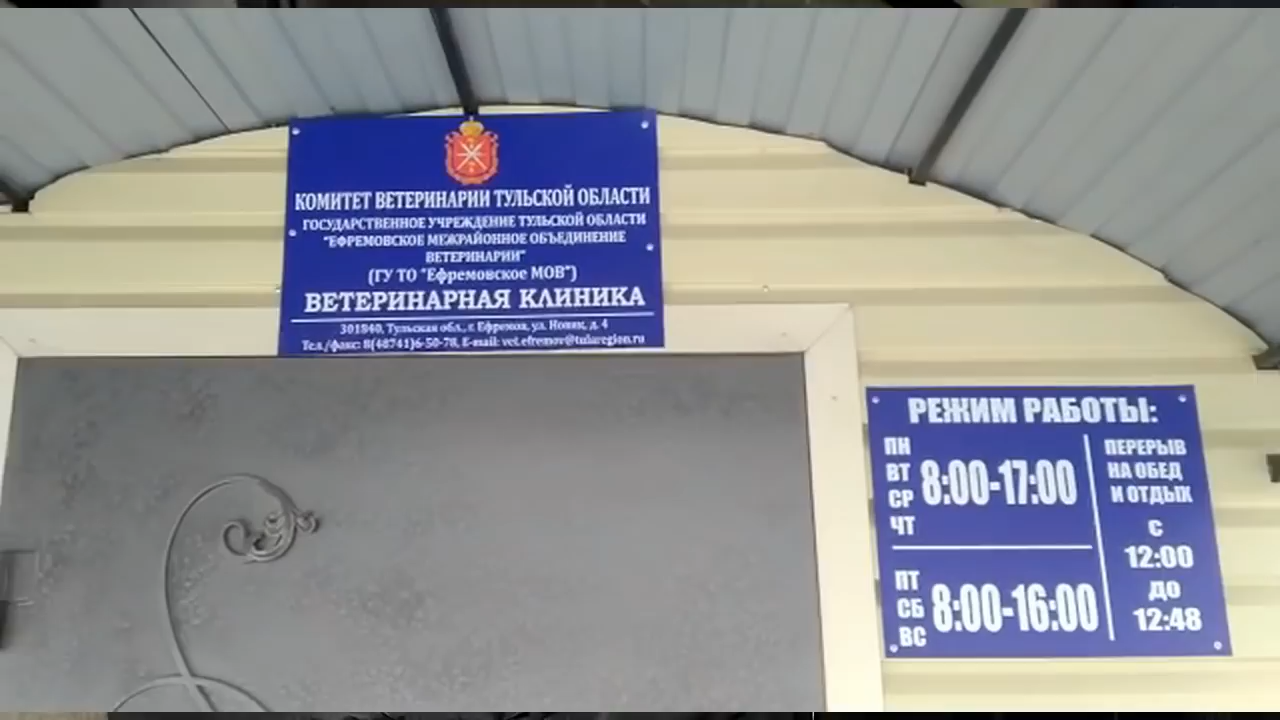 КОМИТЕТ ВЕТЕРИНАРИИ ТУЛЬСКОЙ ОБЛАСТИ
ГОСУДАРСТВЕННОЕ УЧРЕЖДЕНИЕ ТУЛЬСКОЙ ОБЛАСТИ
"ЕФРЕМОВСКОЕ МЕЖРАЙОННОЕ ОБЪЕДИНЕНИЕ
ВЕТЕРИНАРИИ"
(ГУ ТО "Ефремовское МОВ")
ВЕТЕРИНАРНАЯ КЛИНИКА
301840, Тульская обл., г. Ефремов, ул. Новая, д. 4
Тел./факс: 8(48741)6-50-78, E-mail: vet.efremov@tularegion.ru
РЕЖИМ РАБОТЫ:
ПН
ВТ
СР
ЧТ
8:00-17:00
ПТ
СБ
ВС
8:00-16:00
ПЕРЕРЫВ
НА ОБЕД
И ОТДЫХ
С
12:00
ДО
12:48